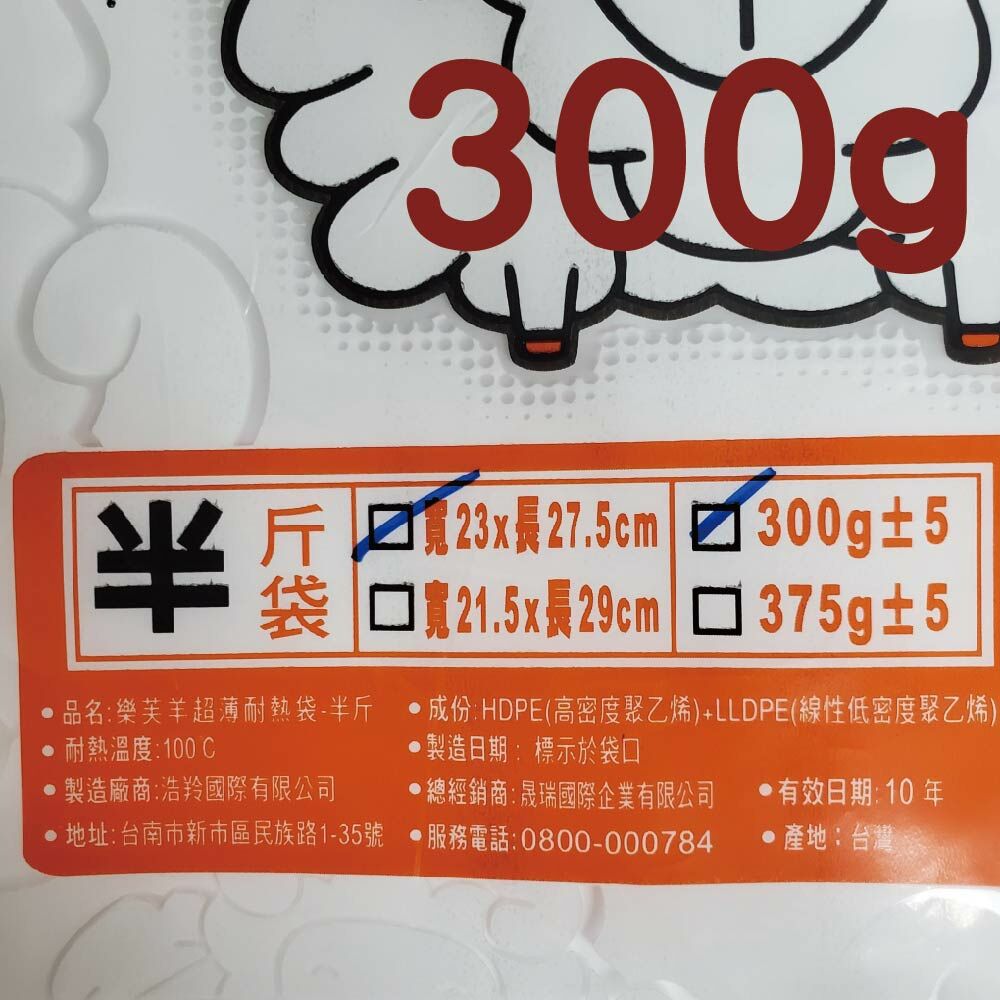 300g
半斤袋
□寬23x長27.5cm
□寬21.5x長29cm
□300g±5
□375g±5
•品名:樂芙羊超薄耐熱袋-半斤
•成份:HDPE(高密度聚乙烯)+LLDPE(線性低密度聚乙烯)
•耐熱溫度:100℃
•製造日期：標示於袋口
•製造廠商:浩羚國際有限公司
•總經銷商:晟瑞國際企業有限公司
•有效日期:10年
•地址:台南市新市區民族路1-35號
•服務電話:0800-000784
•產地：台灣